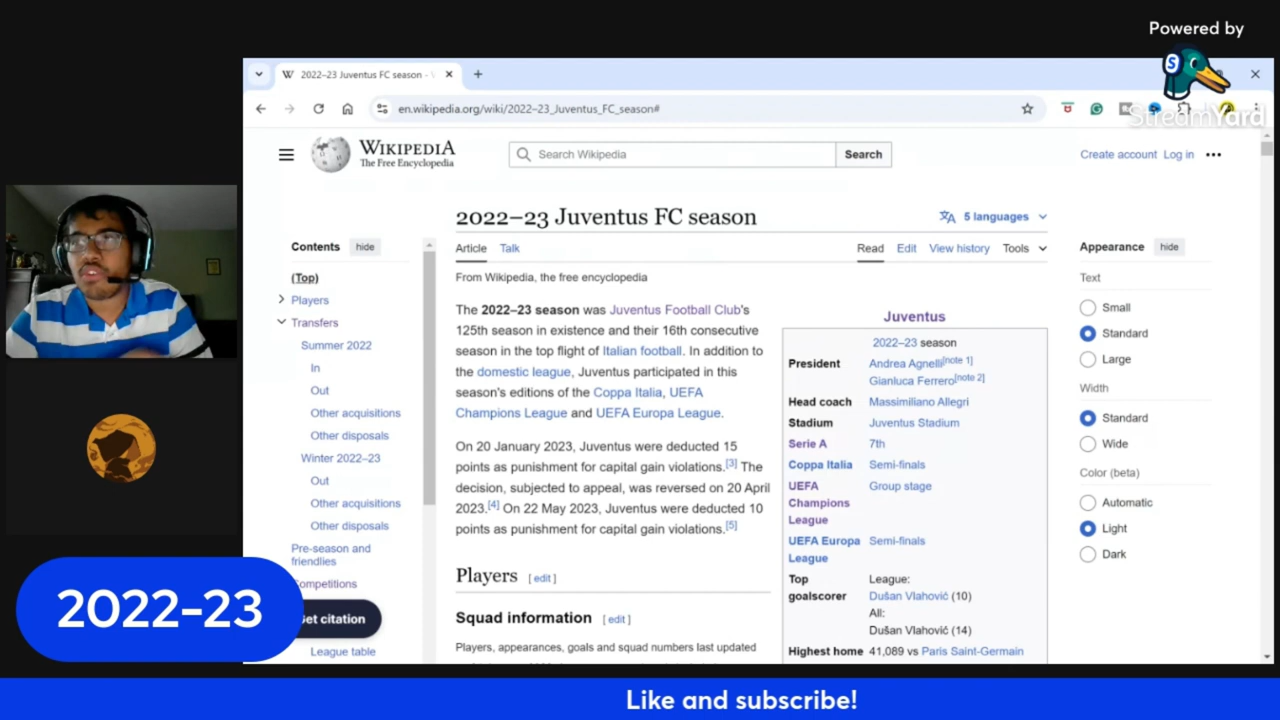 Powered by
StreamYard
2022–23 Juventus FC season -
en.wikipedia.org/wiki/2022–23_Juventus_FC_season#
WIKIPEDIA
The Free Encyclopedia
Search Wikipedia
Search
Create account Log in
2022–23 Juventus FC season
5 languages
Contents hide
(Top)
Players
Transfers
Summer 2022
In
Out
Other acquisitions
Other disposals
Winter 2022–23
Out
Other acquisitions
Other disposals
Pre-season and
friendlies
Competitions
Get citation
League table
Article Talk
Read Edit View history Tools
From Wikipedia, the free encyclopedia
The 2022–23 season was Juventus Football Club's
125th season in existence and their 16th consecutive
season in the top flight of Italian football. In addition to
the domestic league, Juventus participated in this
season's editions of the Coppa Italia, UEFA
Champions League and UEFA Europa League.
On 20 January 2023, Juventus were deducted 15
points as punishment for capital gain violations.[3] The
decision, subjected to appeal, was reversed on 20 April
2023.[4] On 22 May 2023, Juventus were deducted 10
points as punishment for capital gain violations.[5]
Players [ edit ]
Squad information [ edit ]
Players, appearances, goals and squad numbers last updated
Juventus
2022–23 season
President Andrea Agnelli[note 1]
Gianluca Ferrero[note 2]
Head coach Massimiliano Allegri
Stadium Juventus Stadium
Serie A 7th
Coppa Italia Semi-finals
UEFA Group stage
Champions
League
UEFA Europa Semi-finals
League
Top League:
goalscorer Dušan Vlahović (10)
All:
Dušan Vlahović (14)
Highest home 41,089 vs Paris Saint-Germain
Appearance hide
Text
Small
Standard
Large
Width
Standard
Wide
Color (beta)
Automatic
Light
Dark
2022-23
Like and subscribe!